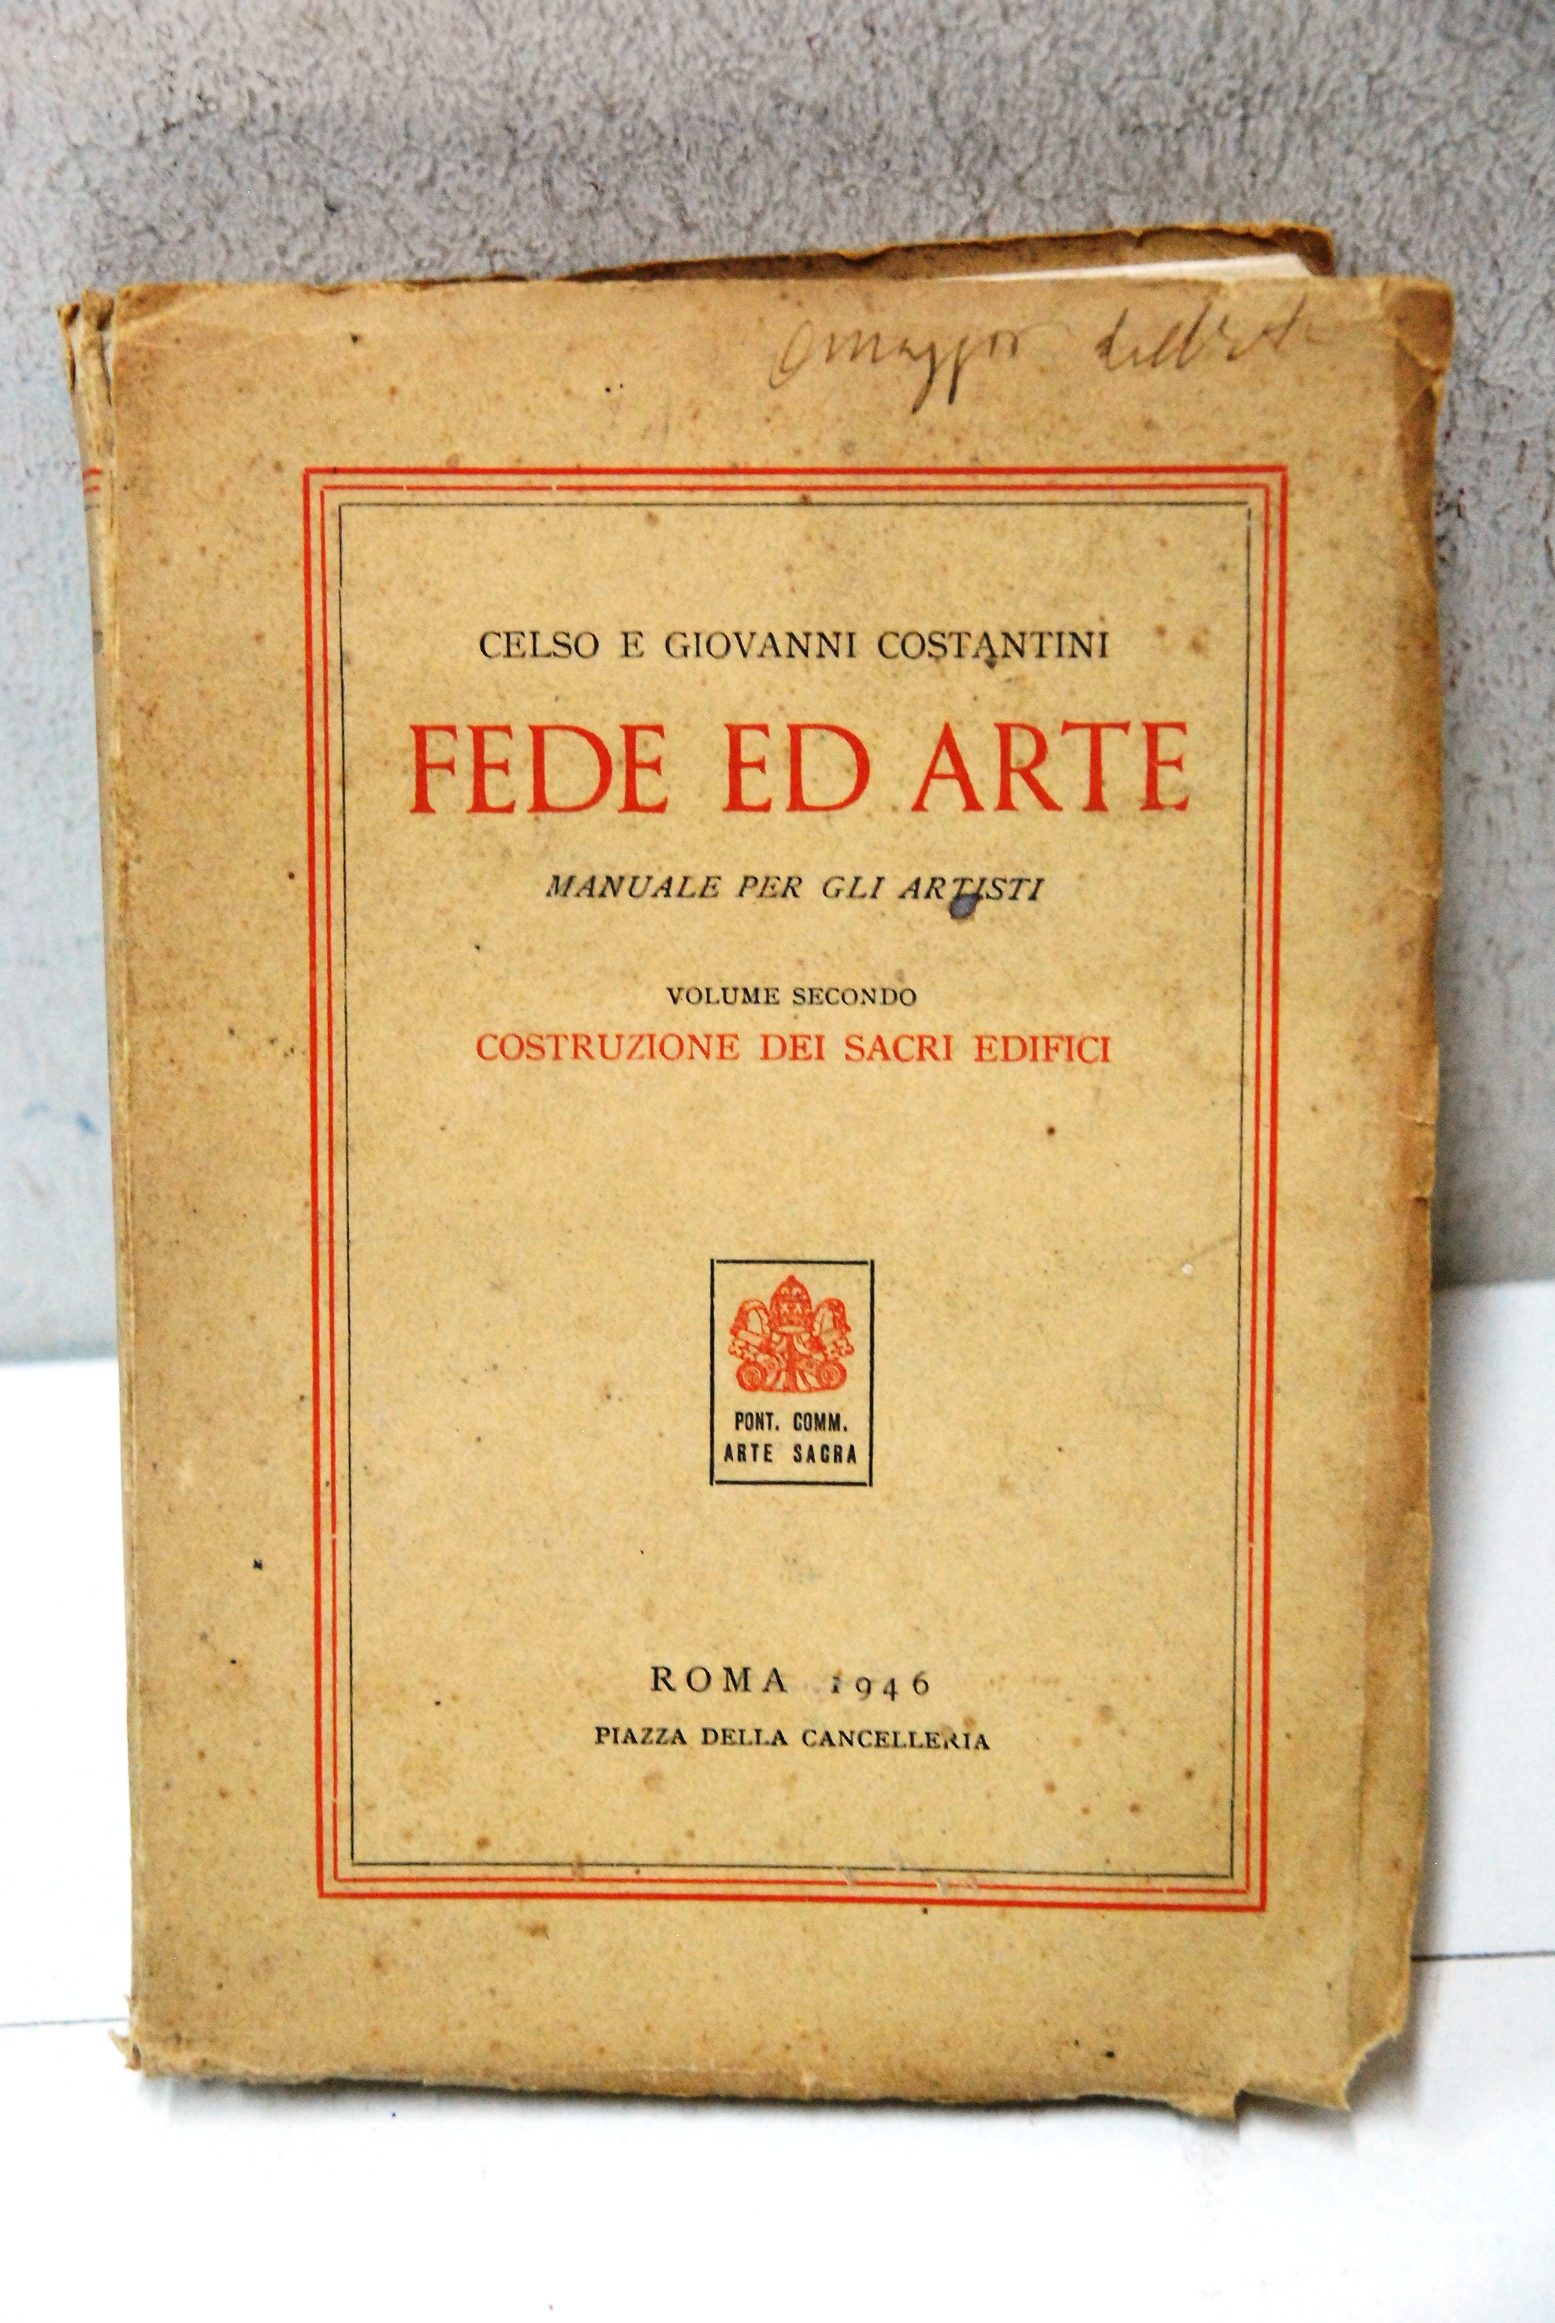 Omaggio
CELSO E GIOVANNI COSTANTINI
FEDE ED ARTE
MANUALE PER GLI ARTISTI
VOLUME SECONDO
COSTRUZIONE DEI SACRI EDIFICI
PONT. COMM.
ARTE SACRA
ROMA 1946
PIAZZA DELLA CANCELLERIA